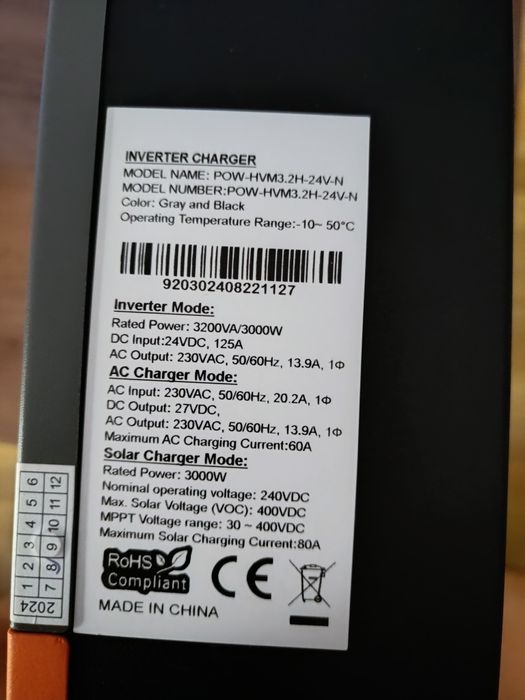 INVERTER CHARGER
MODEL NAME: POW-HVM3.2H-24V-N
MODEL NUMBER:POW-HVM3.2H-24V-N
Color: Gray and Black
Operating Temperature Range:-10~ 50°C
920302408221127
Inverter Mode:
Rated Power: 3200VA/3000W
DC Input:24VDC, 125A
AC Output: 230VAC, 50/60Hz, 13.9A, 1Φ
AC Charger Mode:
AC Input: 230VAC, 50/60Hz, 20.2A, 1Φ
DC Output: 27VDC,
AC Output: 230VAC, 50/60Hz, 13.9A, 1Φ
Maximum AC Charging Current:60A
Solar Charger Mode:
Rated Power: 3000W
Nominal operating voltage: 240VDC
Max. Solar Voltage (VOC): 400VDC
MPPT Voltage range: 30 ~ 400VDC
Maximum Solar Charging Current:80A
RoHS
Compliant
CE
MADE IN CHINA
2024
1 2 3 4 5 6
7 8 9 10 11 12